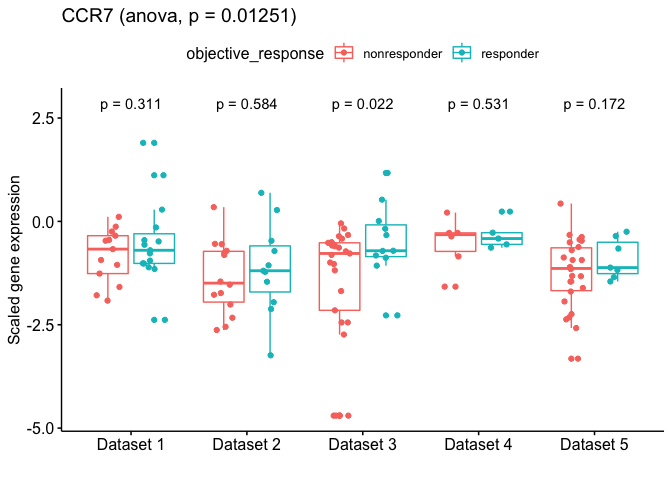 CCR7 (anova, p = 0.01251)
objective_response nonresponder responder
p = 0.311 p = 0.584 p = 0.022 p = 0.531 p = 0.172
2.5
0.0
-2.5
-5.0
Scaled gene expression
Dataset 1 Dataset 2 Dataset 3 Dataset 4 Dataset 5